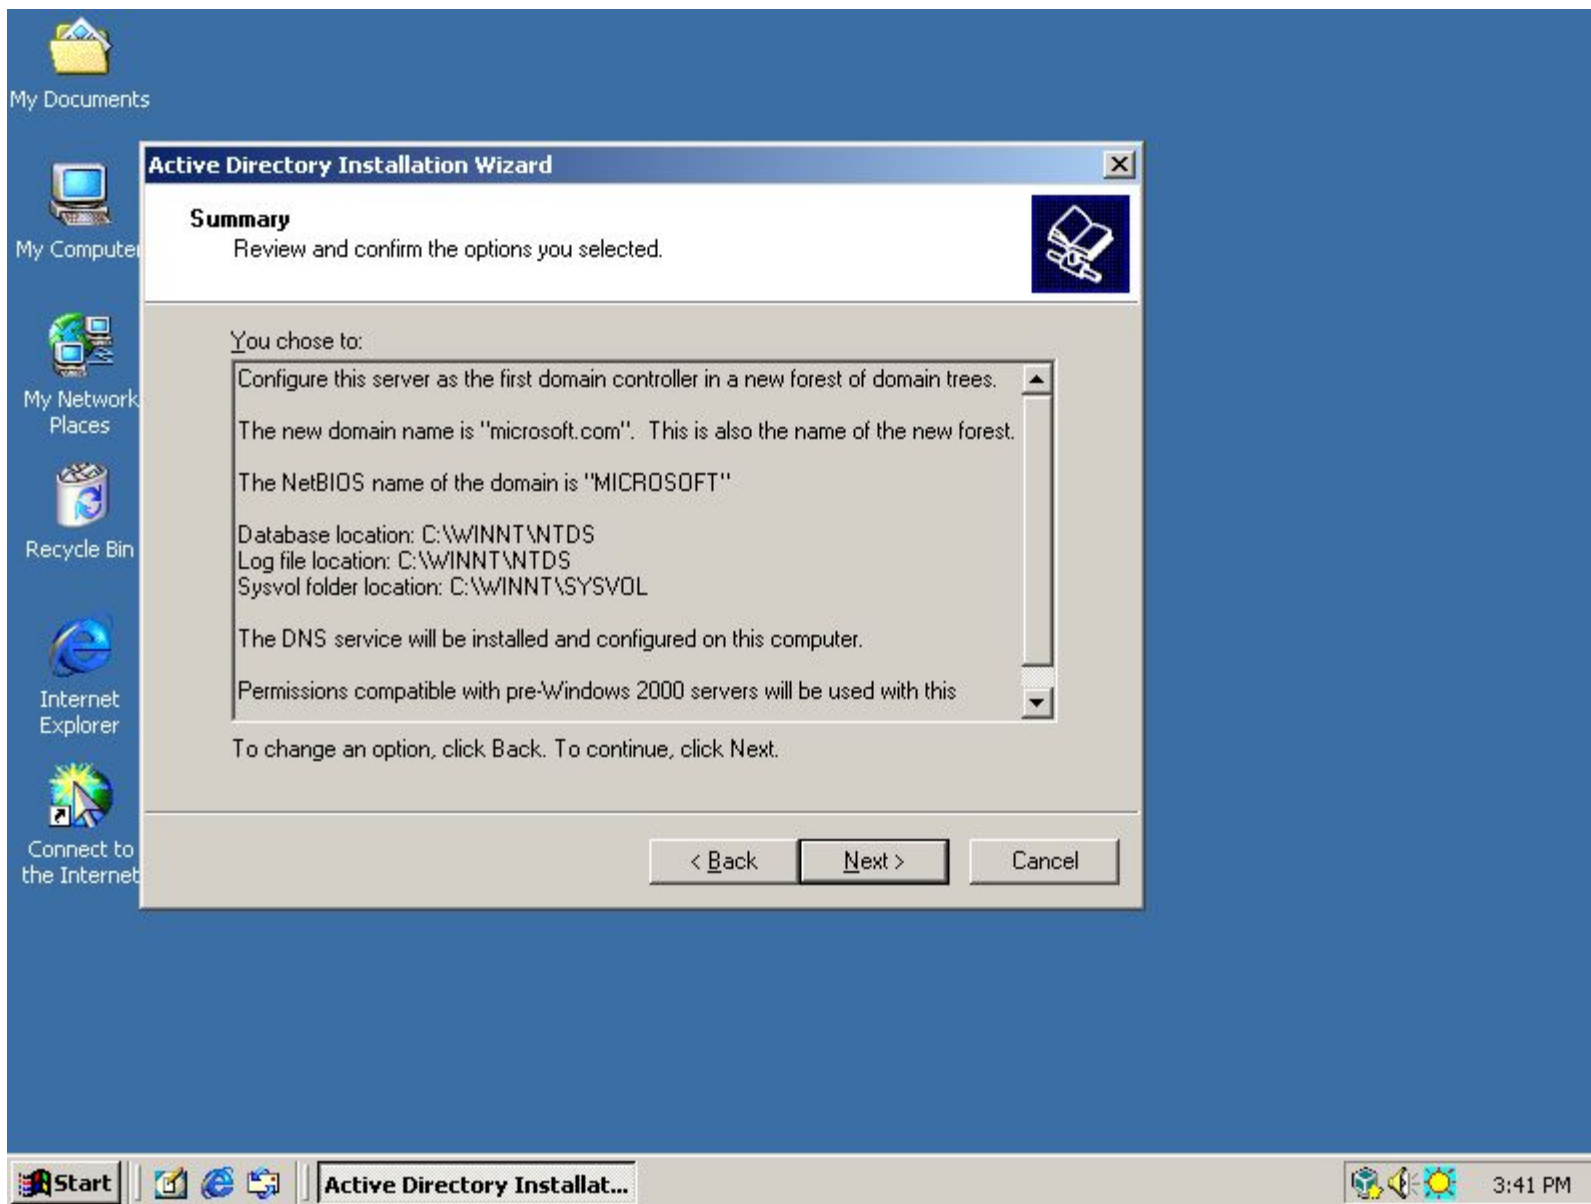 My Documents
My Computer
My Network
Places
Recycle Bin
Internet
Explorer
Connect to
the Internet
Active Directory Installation Wizard
Summary
Review and confirm the options you selected.
You chose to:
Configure this server as the first domain controller in a new forest of domain trees.
The new domain name is "microsoft.com".  This is also the name of the new forest.
The NetBIOS name of the domain is "MICROSOFT"
Database location: C:\WINNT\NTDS
Log file location: C:\WINNT\NTDS
Sysvol folder location: C:\WINNT\SYSVOL
The DNS service will be installed and configured on this computer.
Permissions compatible with pre-Windows 2000 servers will be used with this
To change an option, click Back. To continue, click Next.
< Back
Next >
Cancel
Start
Active Directory Installat...
3:41 PM